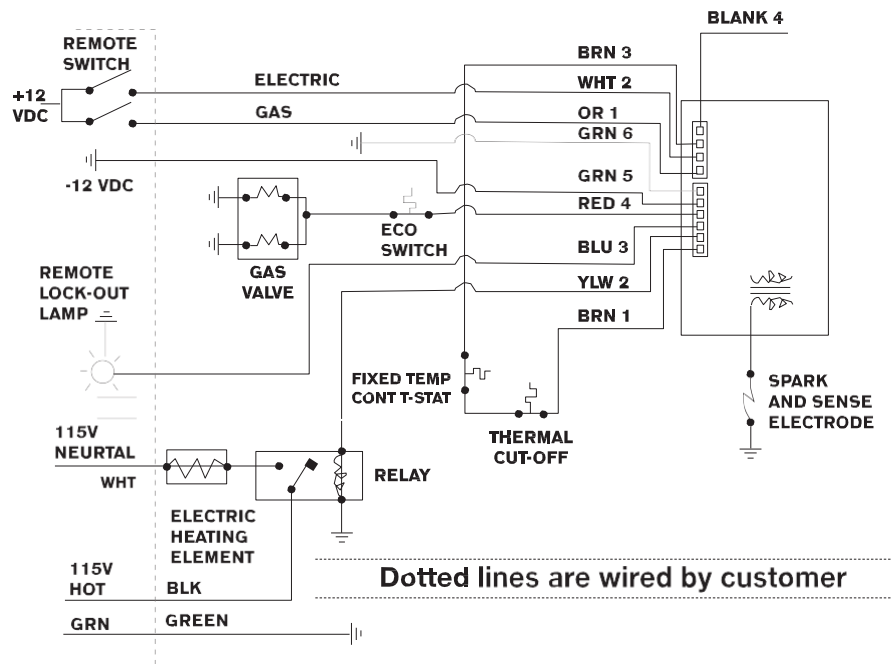 BLANK 4
REMOTE
SWITCH
BRN 3
ELECTRIC
WHT 2
+12
VDC
GAS
OR 1
GRN 6
-12 VDC
GRN 5
RED 4
ECO
SWITCH
BLU 3
GAS
VALVE
REMOTE
LOCK-OUT
LAMP
YLW 2
BRN 1
FIXED TEMP
CONT T-STAT
SPARK
AND SENSE
ELECTRODE
THERMAL
CUT-OFF
115V
NEURTAL
WHT
RELAY
ELECTRIC
HEATING
ELEMENT
115V
HOT
BLK
Dotted lines are wired by customer
GRN
GREEN